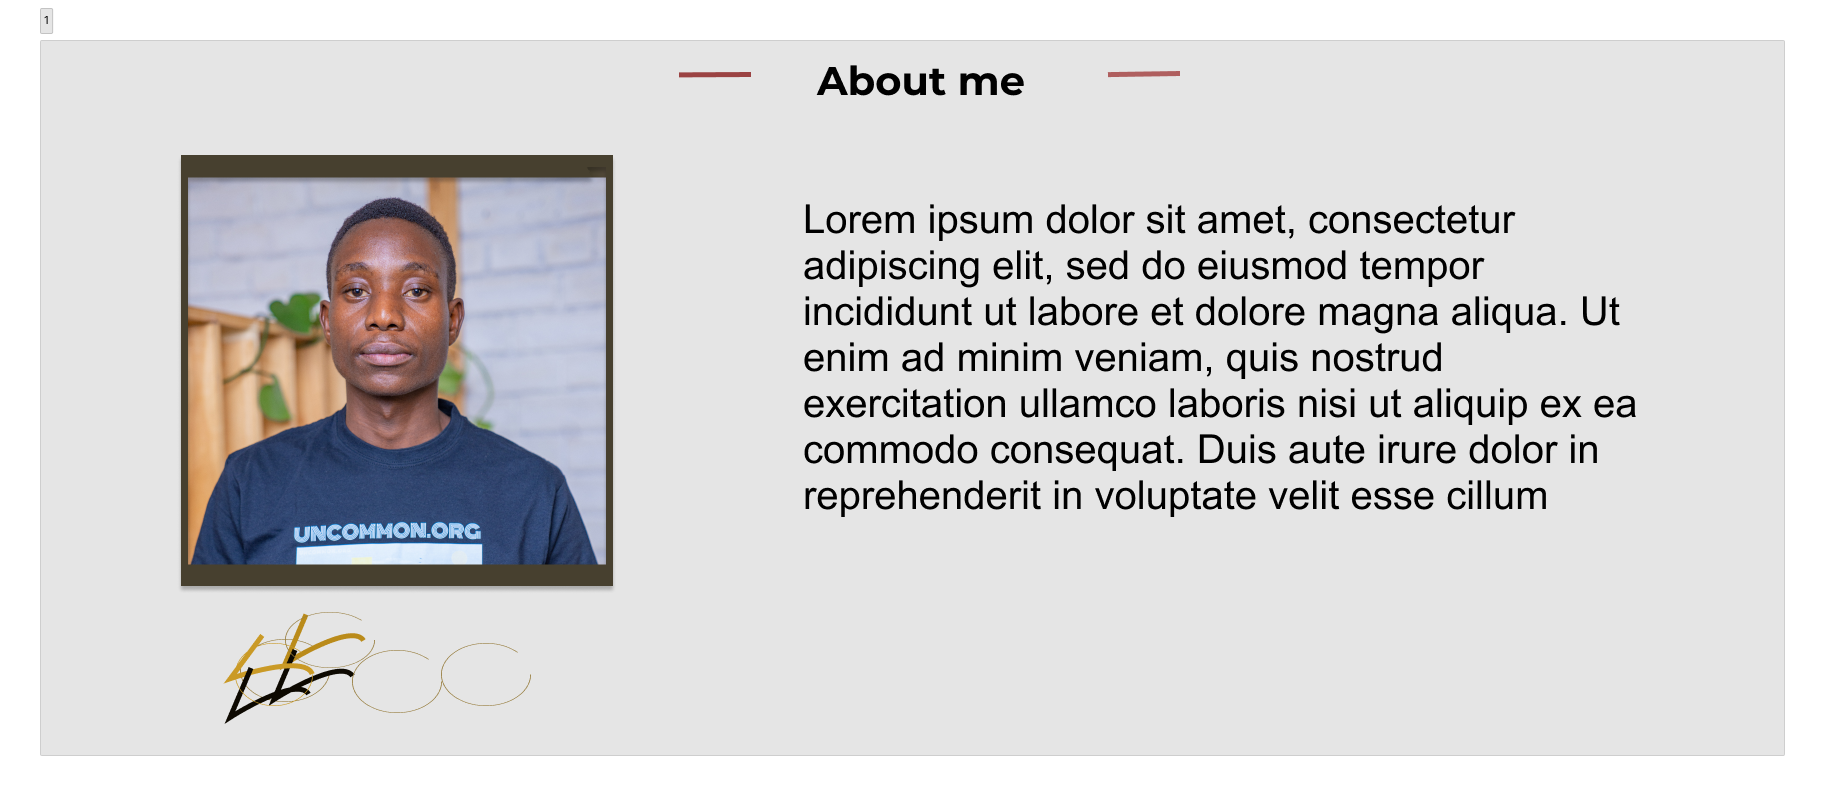 1
About me
Lorem ipsum dolor sit amet, consectetur
adipiscing elit, sed do eiusmod tempor
incididunt ut labore et dolore magna aliqua. Ut
enim ad minim veniam, quis nostrud
exercitation ullamco laboris nisi ut aliquip ex ea
commodo consequat. Duis aute irure dolor in
reprehenderit in voluptate velit esse cillum
UNCOMMON.ORG